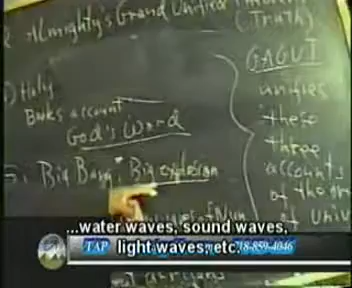 Almighty's Grand Unified
(Truth)
GAGUT
unifies
these
three
accounts
of the
of Univ
) Holy
Books account
God's Word
Big Bang: Big explosion
...water waves, sound waves,
light waves, etc.
TAP
718-859-4046